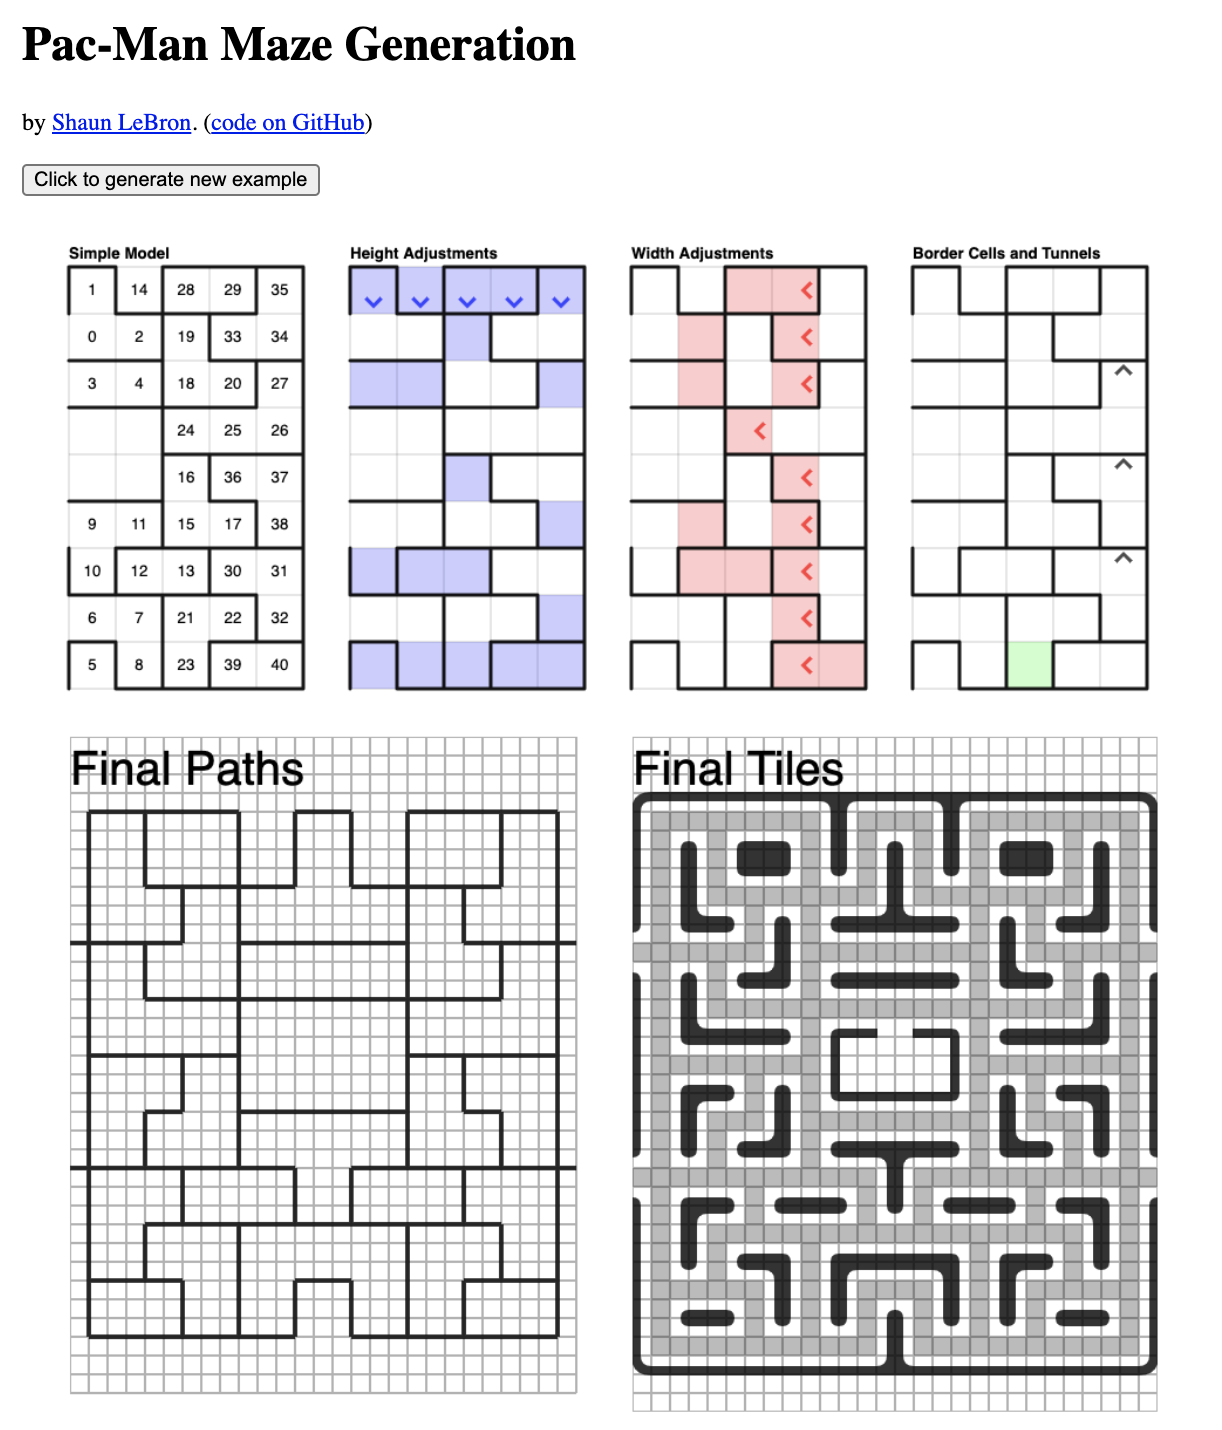 Pac-Man Maze Generation
by Shaun LeBron. (code on GitHub)
Click to generate new example
Simple Model
1 14 28 29 35
0 2 19 33 34
3 4 18 20 27
24 25 26
16 36 37
9 11 15 17 38
10 12 13 30 31
6 7 21 22 32
5 8 23 39 40
Height Adjustments
Width Adjustments
Border Cells and Tunnels
Final Paths
Final Tiles